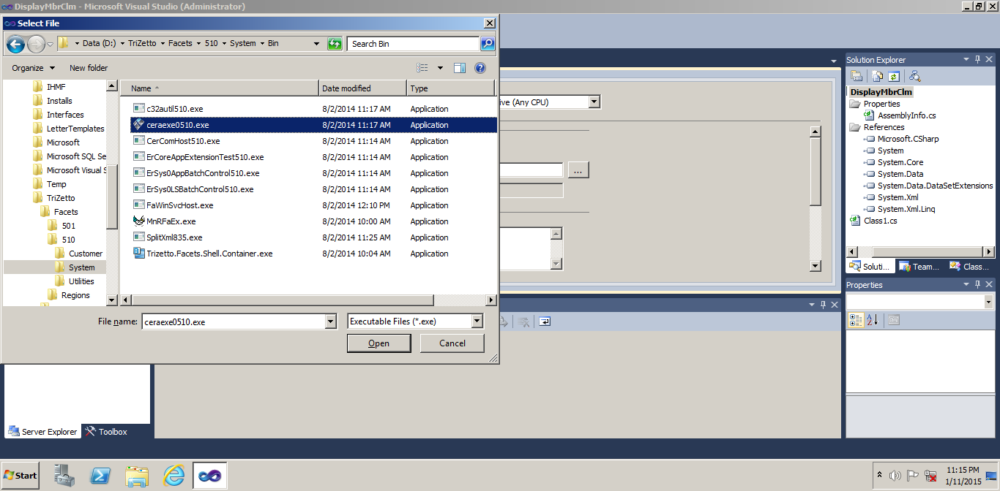 DisplayMbrClm - Microsoft Visual Studio (Administrator)
Select File
Data (D:) TriZetto Facets 510 System Bin
Search Bin
Organize New folder
IHMF
Installs
Interfaces
LetterTemplates
Microsoft
Microsoft SQL Se
Microsoft Visual S
Temp
TriZetto
Facets
501
510
Customer
System
Utilities
Regions
Name Date modified Type
c32autil510.exe 8/2/2014 11:17 AM Application
ceraexe0510.exe 8/2/2014 11:17 AM Application
CerComHost510.exe 8/2/2014 11:14 AM Application
ErCoreAppExtensionTest510.exe 8/2/2014 11:14 AM Application
ErSys0AppBatchControl510.exe 8/2/2014 11:14 AM Application
ErSys0LSBatchControl510.exe 8/2/2014 11:14 AM Application
FaWinSvcHost.exe 8/2/2014 12:10 PM Application
MnRFaEx.exe 8/2/2014 10:00 AM Application
SplitXml835.exe 8/2/2014 11:25 AM Application
Trizetto.Facets.Shell.Container.exe 8/2/2014 10:04 AM Application
File name: ceraexe0510.exe Executable Files (*.exe)
Open Cancel
ive (Any CPU)
...
Solution Explorer
DisplayMbrClm
Properties
AssemblyInfo.cs
References
Microsoft.CSharp
System
System.Core
System.Data
System.Data.DataSetExtensions
System.Xml
System.Xml.Linq
Class1.cs
Soluti... Team... Class...
Properties
Server Explorer Toolbox
Start
11:15 PM
1/11/2015